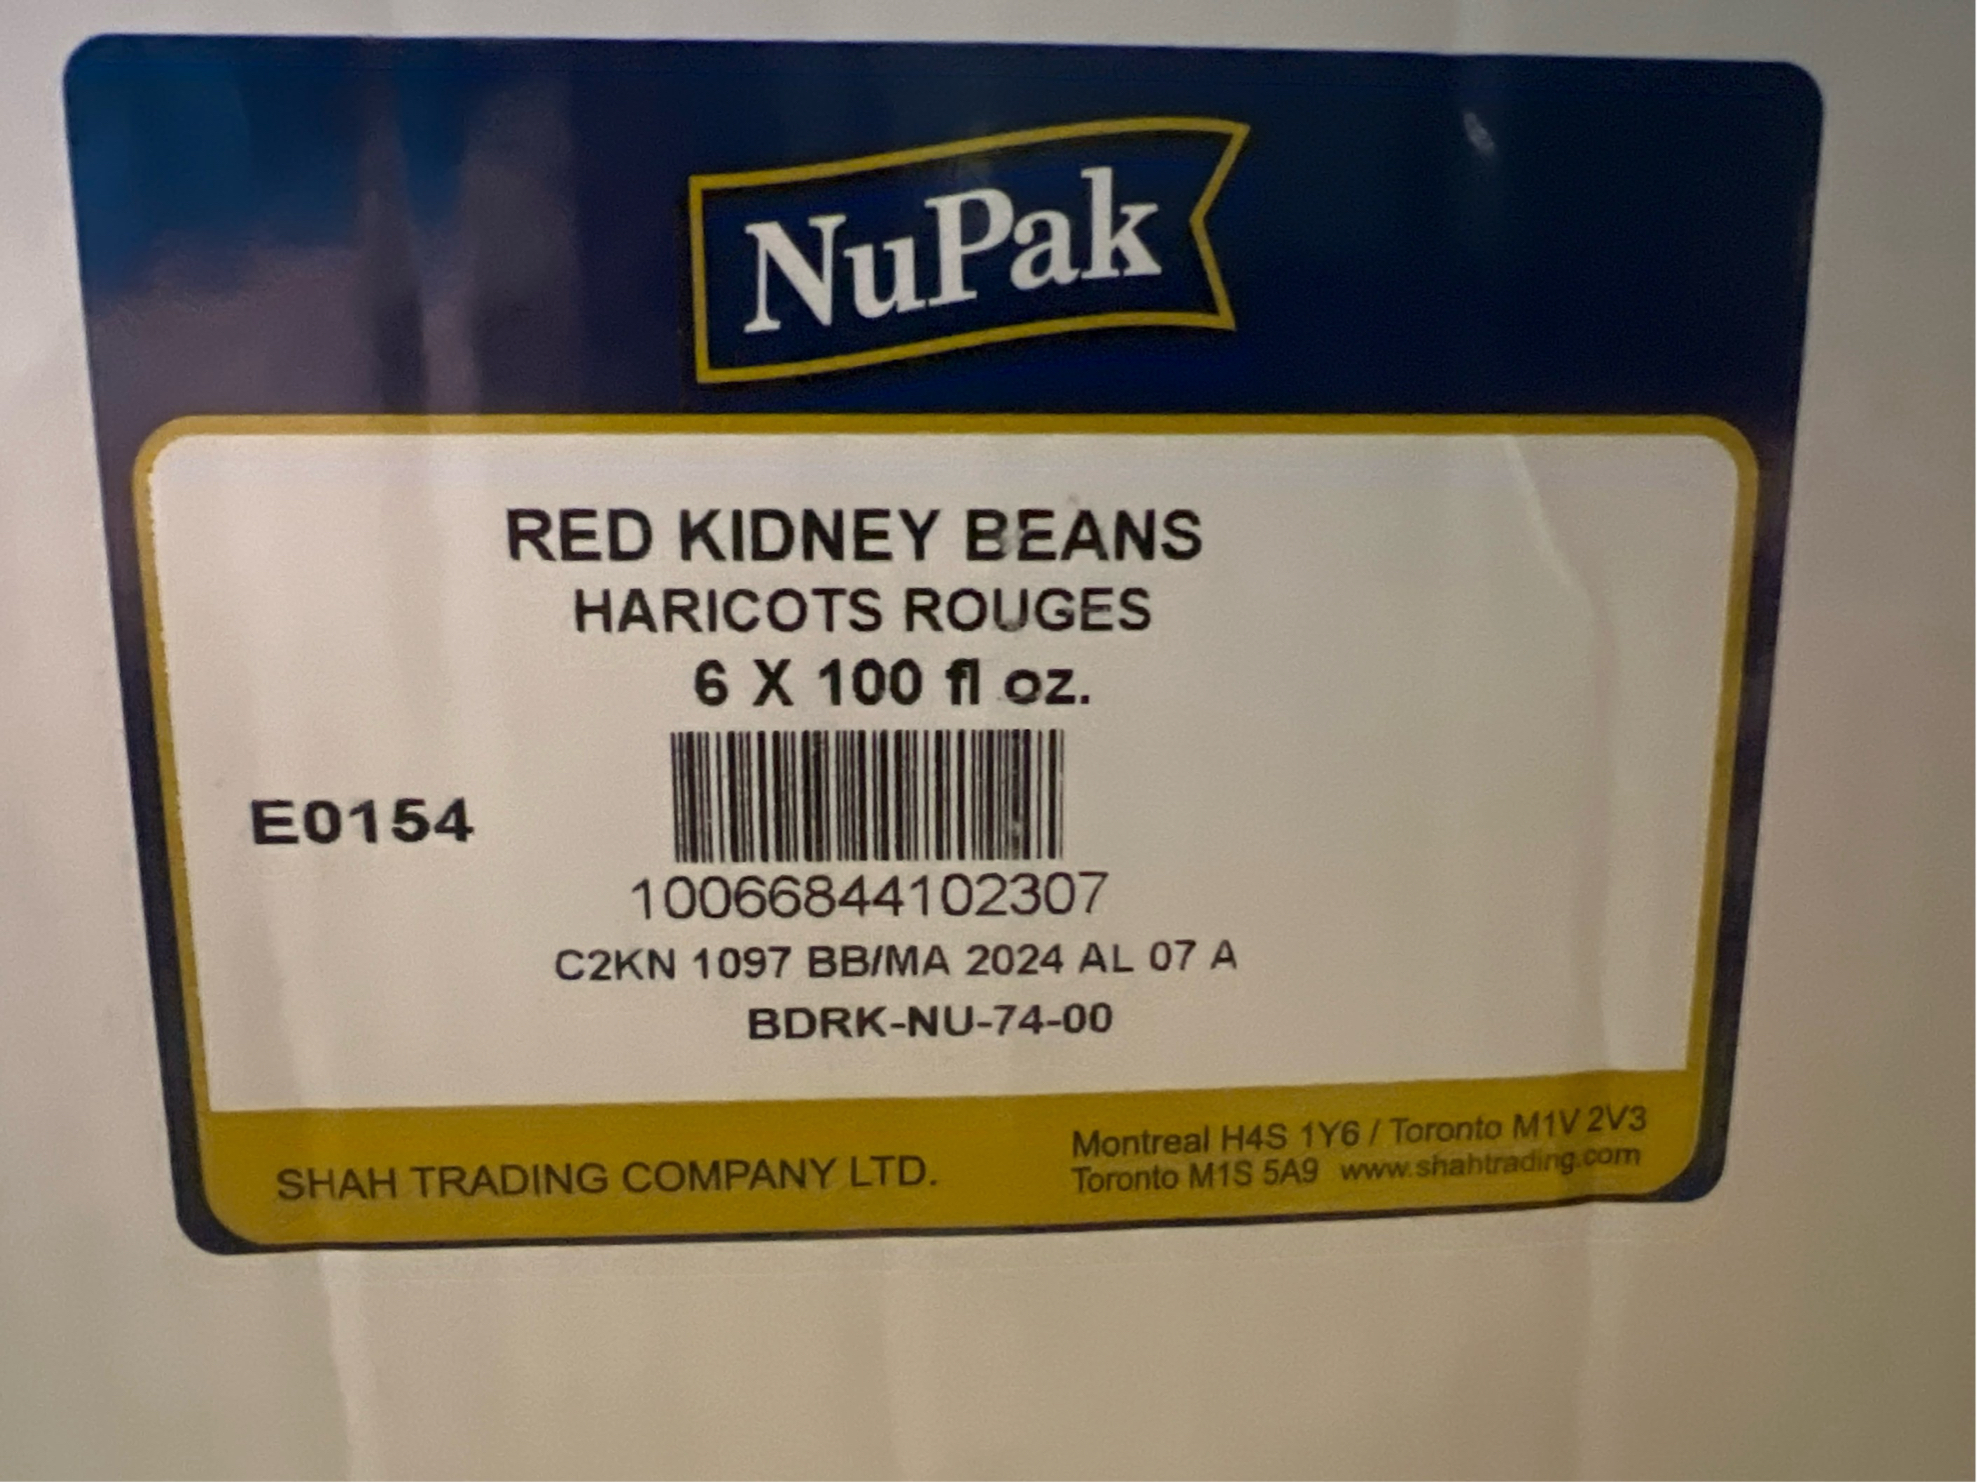 NuPak
RED KIDNEY BEANS
HARICOTS ROUGES
6 X 100 fl oz.
E0154
10066844102307
C2KN 1097 BB/MA 2024 AL 07 A
BDRK-NU-74-00
SHAH TRADING COMPANY LTD.
Montreal H4S 1Y6 / Toronto M1V 2V3
Toronto M1S 5A9 www.shahtrading.com